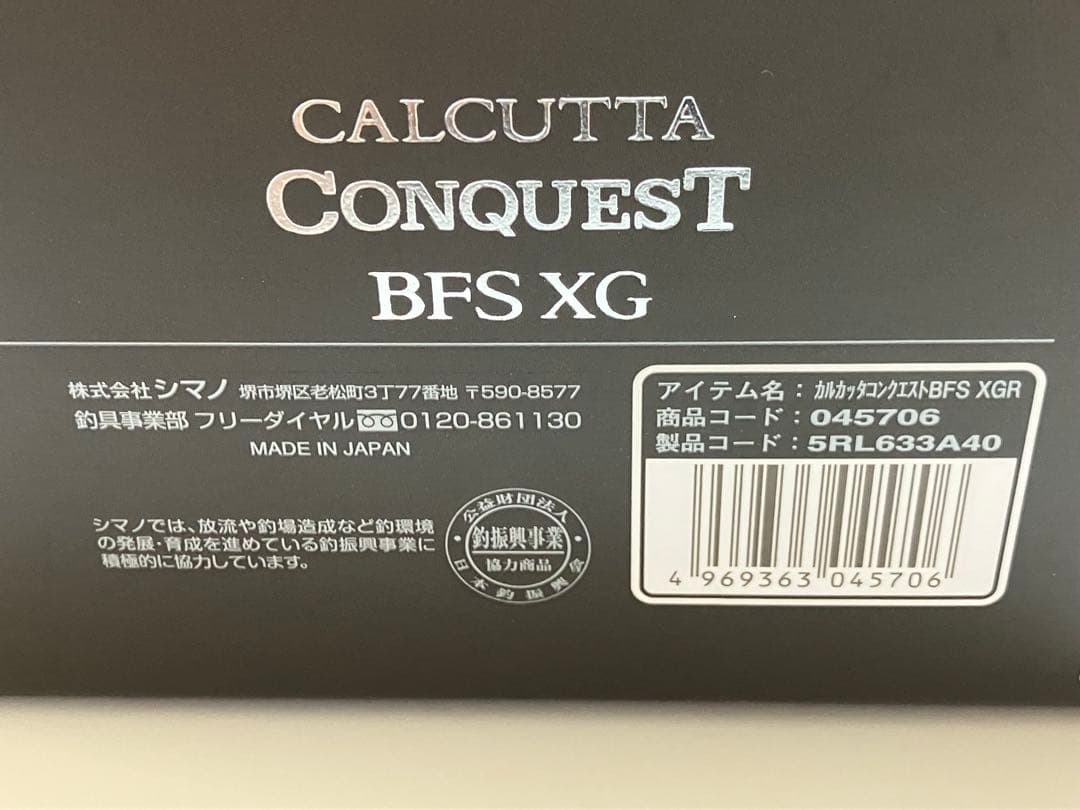 CALCUTTA
CONQUEST
BFS XG
株式会社シマノ 堺市堺区老松町3丁77番地 〒590-8577
釣具事業部 フリーダイヤル 0120-861130
MADE IN JAPAN
シマノでは、放流や釣場造成など釣環境
の発展・育成を進めている釣振興事業に
積極的に協力しています。
公益財団法人
釣振興事業
協力商品
日本釣振興会
アイテム名：ｶﾙｶｯﾀｺﾝｸｴｽﾄBFS XGR
商品コード：045706
製品コード：5RL633A40
4 969363 045706